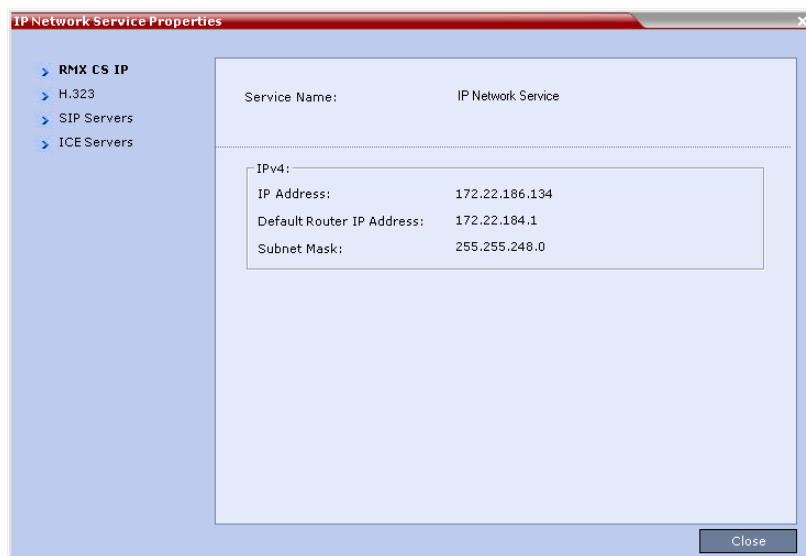 IP Network Service Properties
RMX CS IP
H.323
SIP Servers
ICE Servers
Service Name: IP Network Service
IPv4:
IP Address: 172.22.186.134
Default Router IP Address: 172.22.184.1
Subnet Mask: 255.255.248.0
Close